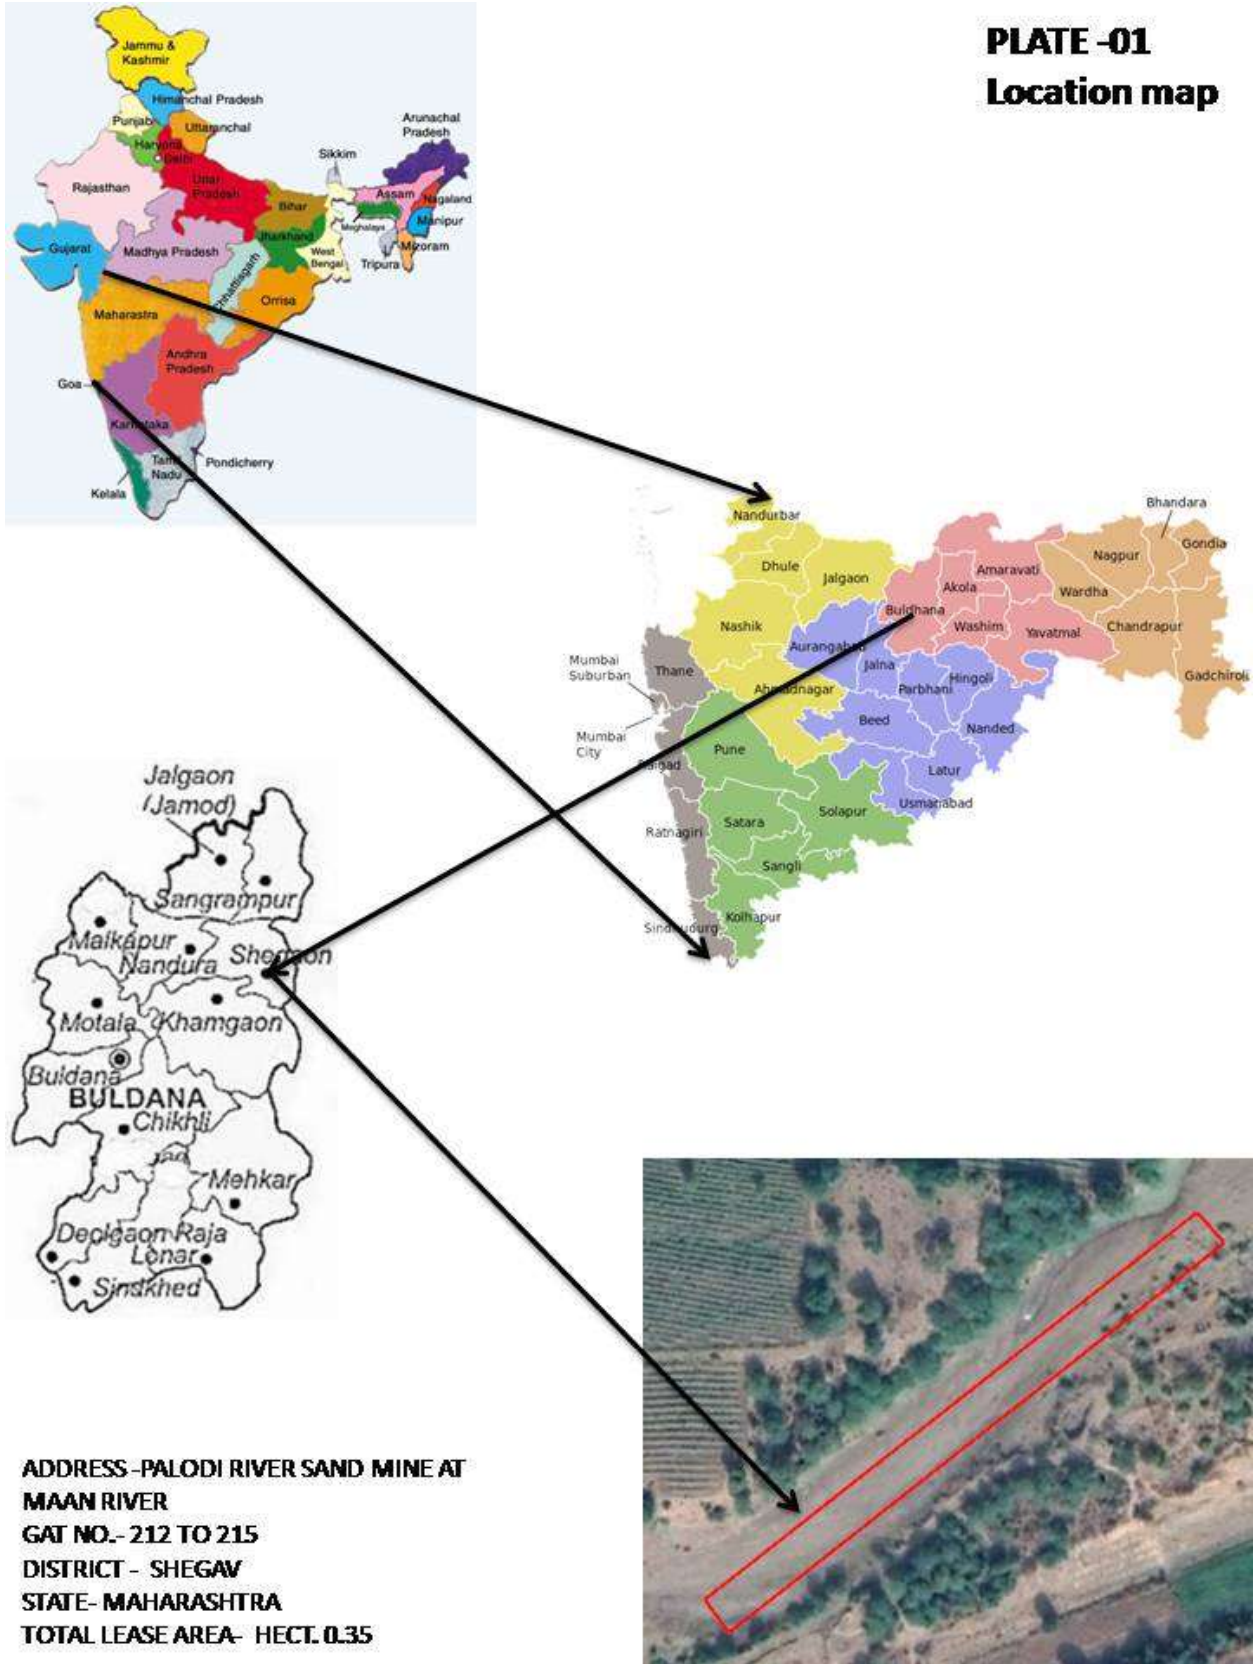 PLATE -01
Location map
Jammu &
Kashmir
Himanchal Pradesh
Punjab
Uttaranchal
Haryona
Delbi
Arunachal
Pradesh
Sikkim
Rajasthan
Uttar
Pradesh
Bihar
Assam
Nagaland
Meghalaya
Manipur
Gujarat
Madhya Pradesh
Jharkhand
West
Bengal
Tripura
Mizoram
Chhattisgarh
Maharastra
Orrisa
Andhra
Pradesh
Goa
Karnataka
Tamil
Nadu
Pondicherry
Kelala
Nandurbar
Bhandara
Dhule
Jalgaon
Nagpur
Gondia
Amaravati
Akola
Wardha
Buldhana
Nashik
Washim
Yavatmal
Chandrapur
Aurangabad
Jalna
Mumbai
Suburban
Thane
Hingoli
Parbhani
Gadchiroli
Ahmadnagar
Beed
Nanded
Mumbai
City
Pune
Raigad
Latur
Usmanabad
Solapur
Satara
Ratnagiri
Sangli
Kolhapur
Sindhudurg
Jalgaon
(Jamod)
Sangrampur
Malkapur
Nandura
Shegaon
Motala
Khamgaon
Buldana
BULDANA
Chikhli
Mehkar
Deolgaon Raja
Lonar
Sindkhed
ADDRESS -PALODI RIVER SAND MINE AT
MAAN RIVER
GAT NO.- 212 TO 215
DISTRICT - SHEGAV
STATE- MAHARASHTRA
TOTAL LEASE AREA- HECT. 0.35